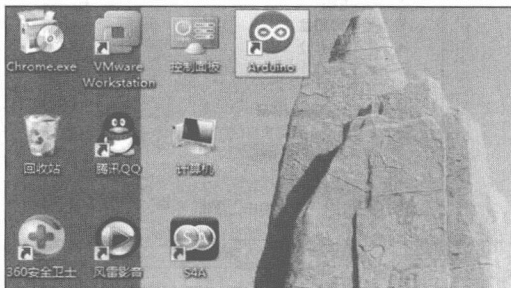 Chrome.exe
VMware
Workstation
控制面板
Arduino
回收站
腾讯QQ
计算机
360安全卫士
风雷影音
S4A
S4A